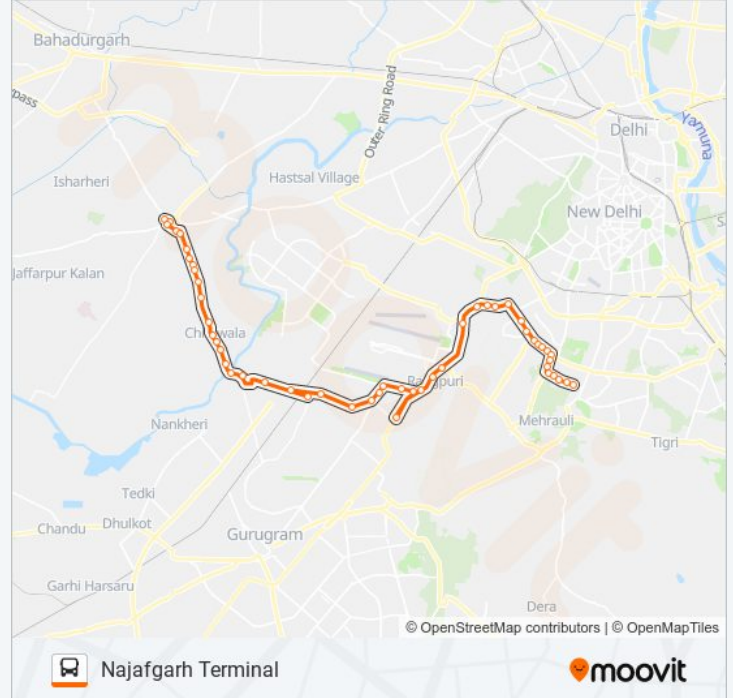 Bahadurgarh
Outer Ring Road
Yamuna
Delhi
Isharheri
Hastsal Village
New Delhi
Jaffarpur Kalan
Mehrauli
Nankheri
Tigri
Tedki
Chandu
Dhulkot
Gurugram
Garhi Harsaru
Dera
© OpenStreetMap contributors | © OpenMapTiles
Najafgarh Terminal
moovit